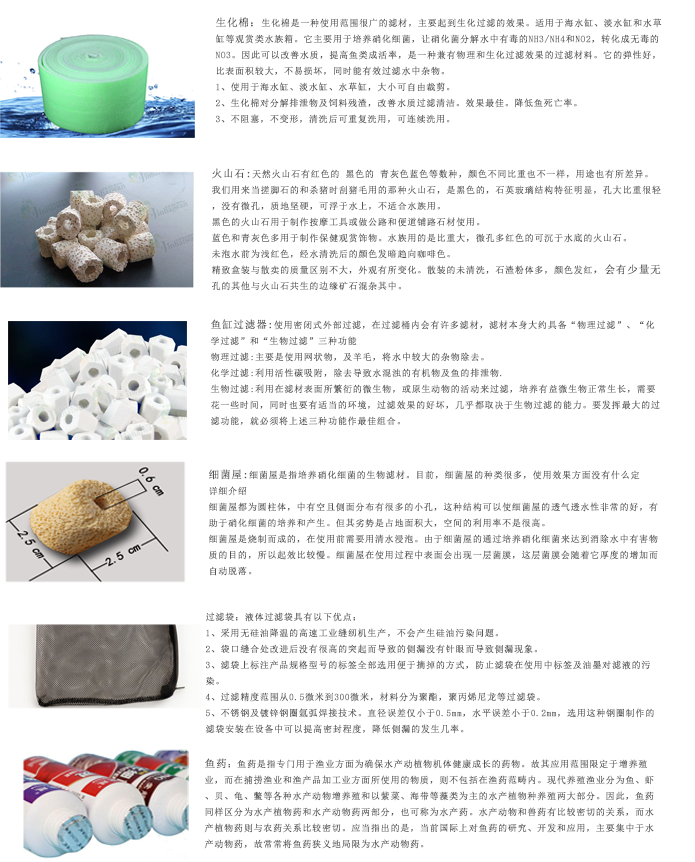 生化棉：生化棉是一种使用范围很广的滤材，主要起到生化过滤的效果。适用于海水缸、淡水缸和水草
缸等观赏类水族箱。它主要用于培养硝化细菌，让硝化菌分解水中有毒的NH3/NH4和NO2，转化成无毒的
NO3。因此可以改善水质，提高鱼类成活率，是一种兼有物理和生化过滤效果的过滤材料。它的弹性好，
比表面积较大，不易损坏，同时能有效过滤水中杂物。
1、使用于海水缸、淡水缸、水草缸，大小可自由裁剪。
2、生化棉对分解排泄物及饲料残渣，改善水质过滤清洁。效果最佳。降低鱼死亡率。
3、不阻塞，不变形，清洗后可重复洗用，可连续洗用。
火山石:天然火山石有红色的 黑色的 青灰色蓝色等数种，颜色不同比重也不一样，用途也有所差异。
我们用来当搓脚石的和杀猪时刮猪毛用的那种火山石，是黑色的，石英玻璃结构特征明显，孔大比重很轻
，没有微孔，质地坚硬，可浮于水上，不适合水族用。
黑色的火山石用于制作按摩工具或做公路和便道铺路石材使用。
蓝色和青灰色多用于制作保健观赏饰物。水族用的是比重大，微孔多红色的可沉于水底的火山石。
未泡水前为浅红色，经水清洗后的颜色发暗趋向咖啡色。
精致盒装与散卖的质量区别不大，外观有所变化。散装的未清洗，石渣粉体多，颜色发红，会有少量无
孔的其他与火山石共生的边缘矿石混杂其中。
鱼缸过滤器:使用密闭式外部过滤，在过滤桶内会有许多滤材，滤材本身大约具备“物理过滤”、“化
学过滤”和“生物过滤”三种功能
物理过滤:主要是使用网状物，及羊毛，将水中较大的杂物除去。
化学过滤:利用活性碳吸附，除去导致水混浊的有机物及鱼的排泄物.
生物过滤:利用在滤材表面所繁衍的微生物，或原生动物的活动来过滤，培养有益微生物正常生长，需要
花一些时间，同时也要有适当的环境，过滤效果的好坏，几乎都取决于生物过滤的能力。要发挥最大的过
滤功能，就必须将上述三种功能作最佳组合。
0.6 cm
2.5 cm
2.5 cm
细菌屋:细菌屋是指培养硝化细菌的生物滤材。目前，细菌屋的种类很多，使用效果方面没有什么定
详细介绍
细菌屋都为圆柱体，中有空且侧面分布有很多的小孔，这种结构可以使细菌屋的透气透水性非常的好，有
助于硝化细菌的培养和产生。但其劣势是占地面积大，空间的利用率不是很高。
细菌屋是烧制而成的，在使用前需要用清水浸泡。由于细菌屋的通过培养硝化细菌来达到消除水中有害物
质的目的，所以起效比较慢。细菌屋在使用过程中表面会出现一层菌膜，这层菌膜会随着它厚度的增加而
自动脱落。
过滤袋：液体过滤袋具有以下优点：
1、采用无硅油降温的高速工业缝纫机生产，不会产生硅油污染问题。
2、袋口缝合处改进后没有很高的突起而导致的侧漏没有针眼而导致侧漏现象。
3、滤袋上标注产品规格型号的标签全部选用便于摘掉的方式，防止滤袋在使用中标签及油墨对滤液的污
染。
4、过滤精度范围从0.5微米到300微米，材料分为聚酯，聚丙烯尼龙等过滤袋。
5、不锈钢及镀锌钢圈氩弧焊接技术。直径误差仅小于0.5mm，水平误差小于0.2mm，选用这种钢圈制作的
滤袋安装在设备中可以提高密封程度，降低侧漏的发生几率。
鱼药：鱼药是指专门用于渔业方面为确保水产动植物机体健康成长的药物。故其应用范围限定于增养殖
业，而在捕捞渔业和渔产品加工业方面所使用的物质，则不包括在渔药范畴内。现代养殖渔业分为鱼、虾
、贝、龟、鳖等各种水产动物增养殖和以紫菜、海带等藻类为主的水产植物种养殖两大部分。因此，鱼药
同样区分为水产植物药和水产动物药两部分，也可称为水产药。水产动物和兽药有比较密切的关系，而水
产植物药则与农药关系比较密切。应当指出的是，当前国际上对鱼药的研究、开发和应用，主要集中于水
产动物药，故常常将鱼药狭义地局限为水产动物药。